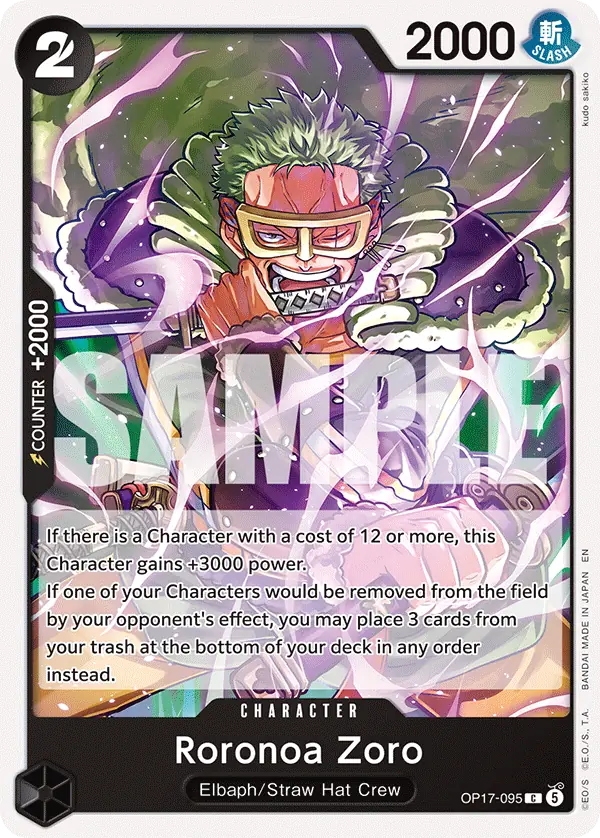 2
2000
斬
SLASH
kudo sakiko
COUNTER +2000
SAMPLE
If there is a Character with a cost of 12 or more, this
Character gains +3000 power.
If one of your Characters would be removed from the field
by your opponent's effect, you may place 3 cards from
your trash at the bottom of your deck in any order
instead.
CHARACTER
Roronoa Zoro
Elbaph/Straw Hat Crew
OP17-095 C 5
©EO/S ©E.O./S., T.A. BANDAI MADE IN JAPAN EN